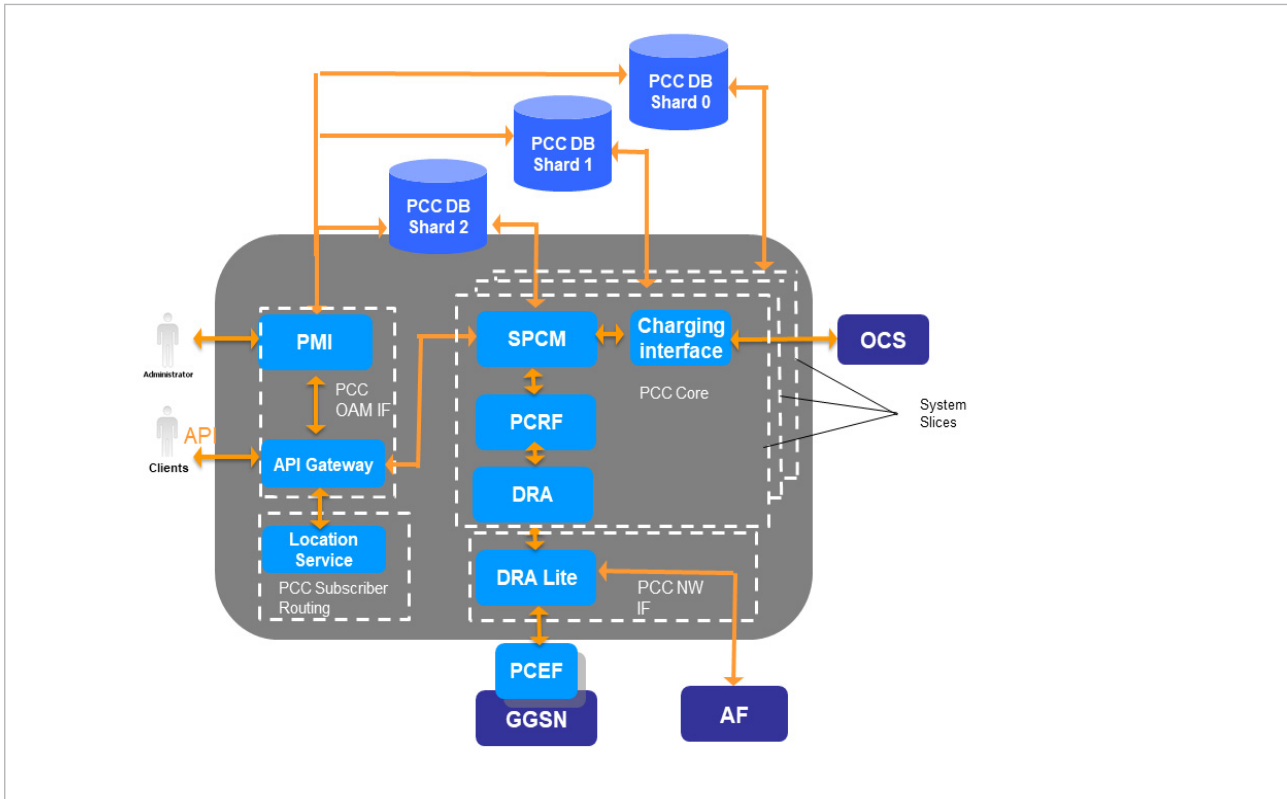 PCC DB
Shard 0
PCC DB
Shard 1
PCC DB
Shard 2
Administrator
PMI
SPCM
Charging
interface
OCS
PCC
OAM IF
PCC Core
System
Slices
API
Clients
API Gateway
PCRF
DRA
Location
Service
PCC Subscriber
Routing
DRA Lite
PCC NW
IF
PCEF
GGSN
AF